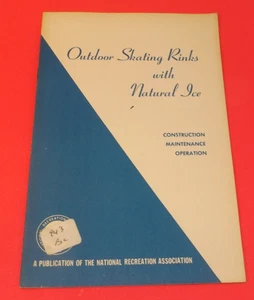 Outdoor Skating Rinks
with
Natural Ice
CONSTRUCTION
MAINTENANCE
OPERATION
A PUBLICATION OF THE NATIONAL RECREATION ASSOCIATION